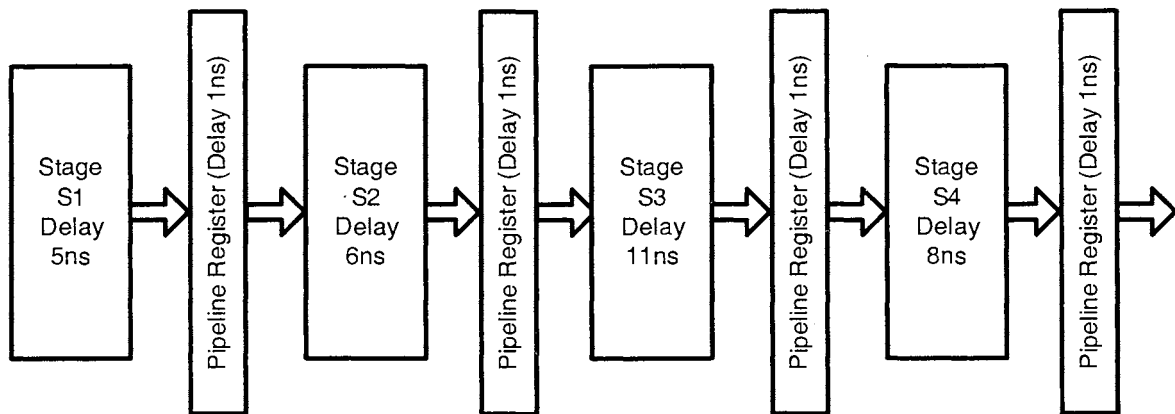 Stage
S1
Delay
5ns
Pipeline Register (Delay 1ns)
Stage
S2
Delay
6ns
Pipeline Register (Delay 1ns)
Stage
S3
Delay
11ns
Pipeline Register (Delay 1ns)
Stage
S4
Delay
8ns
Pipeline Register (Delay 1ns)